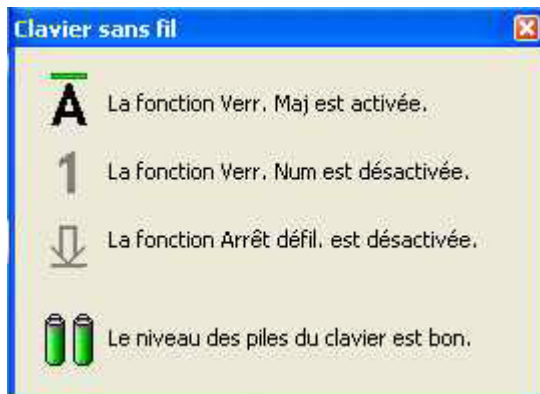 Clavier sans fil
A La fonction Verr. Maj est activée.
1 La fonction Verr. Num est désactivée.
La fonction Arrêt défil. est désactivée.
Le niveau des piles du clavier est bon.